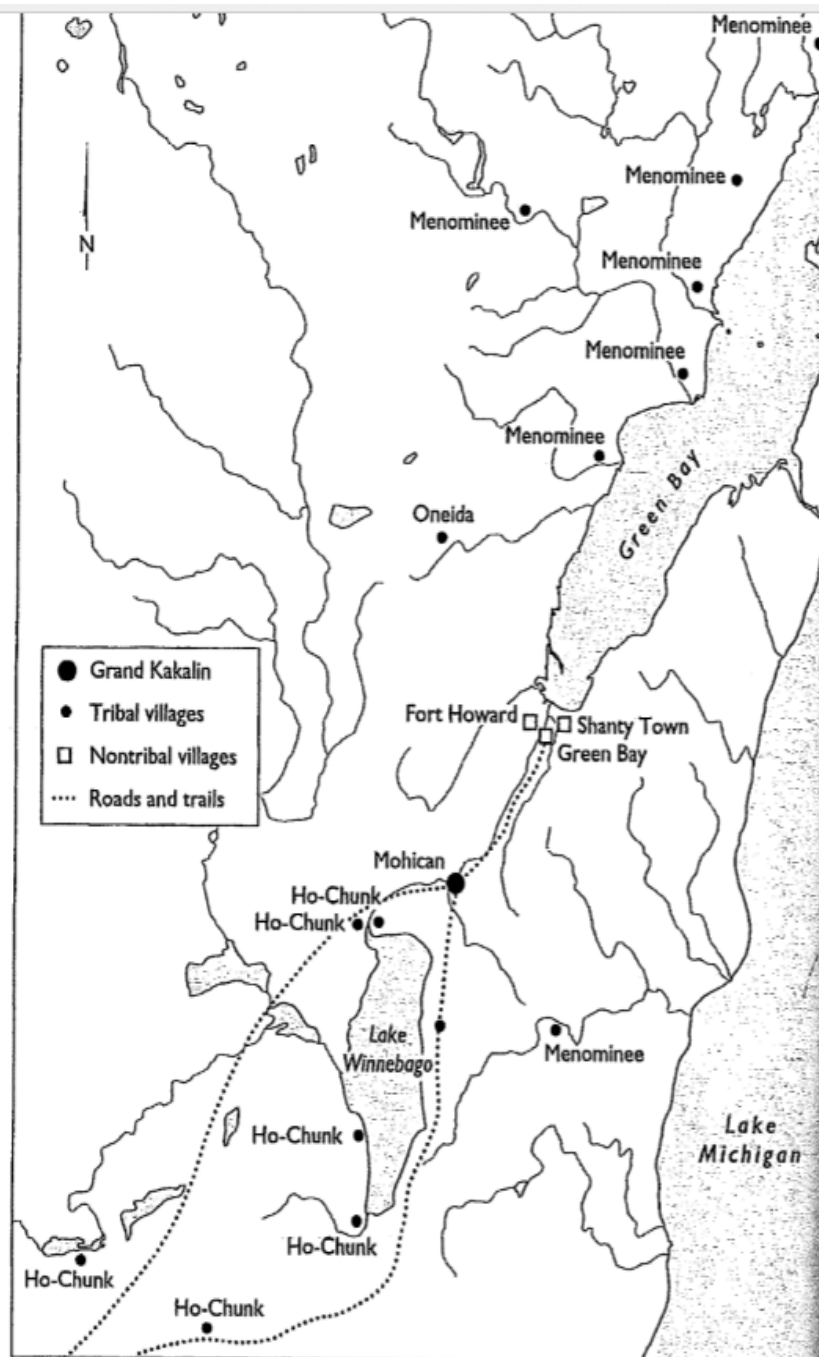 Menominee
Menominee
Menominee
Menominee
Menominee
Menominee
N
Oneida
Green Bay
Grand Kakalin
Tribal villages
Nontribal villages
Roads and trails
Fort Howard
Shanty Town
Green Bay
Mohican
Ho-Chunk
Ho-Chunk
Lake
Winnebago
Menominee
Ho-Chunk
Lake
Michigan
Ho-Chunk
Ho-Chunk
Ho-Chunk